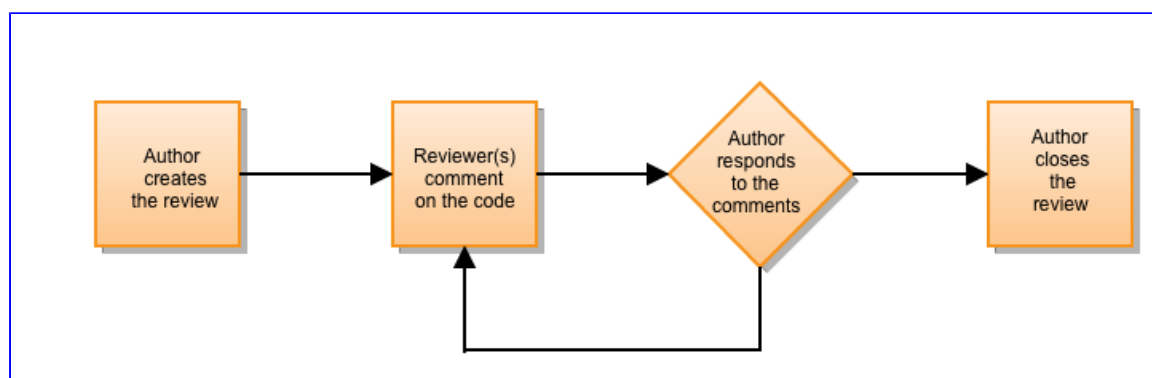 Author
creates
the review
Reviewer(s)
comment
on the code
Author
responds
to the
comments
Author
closes
the
review